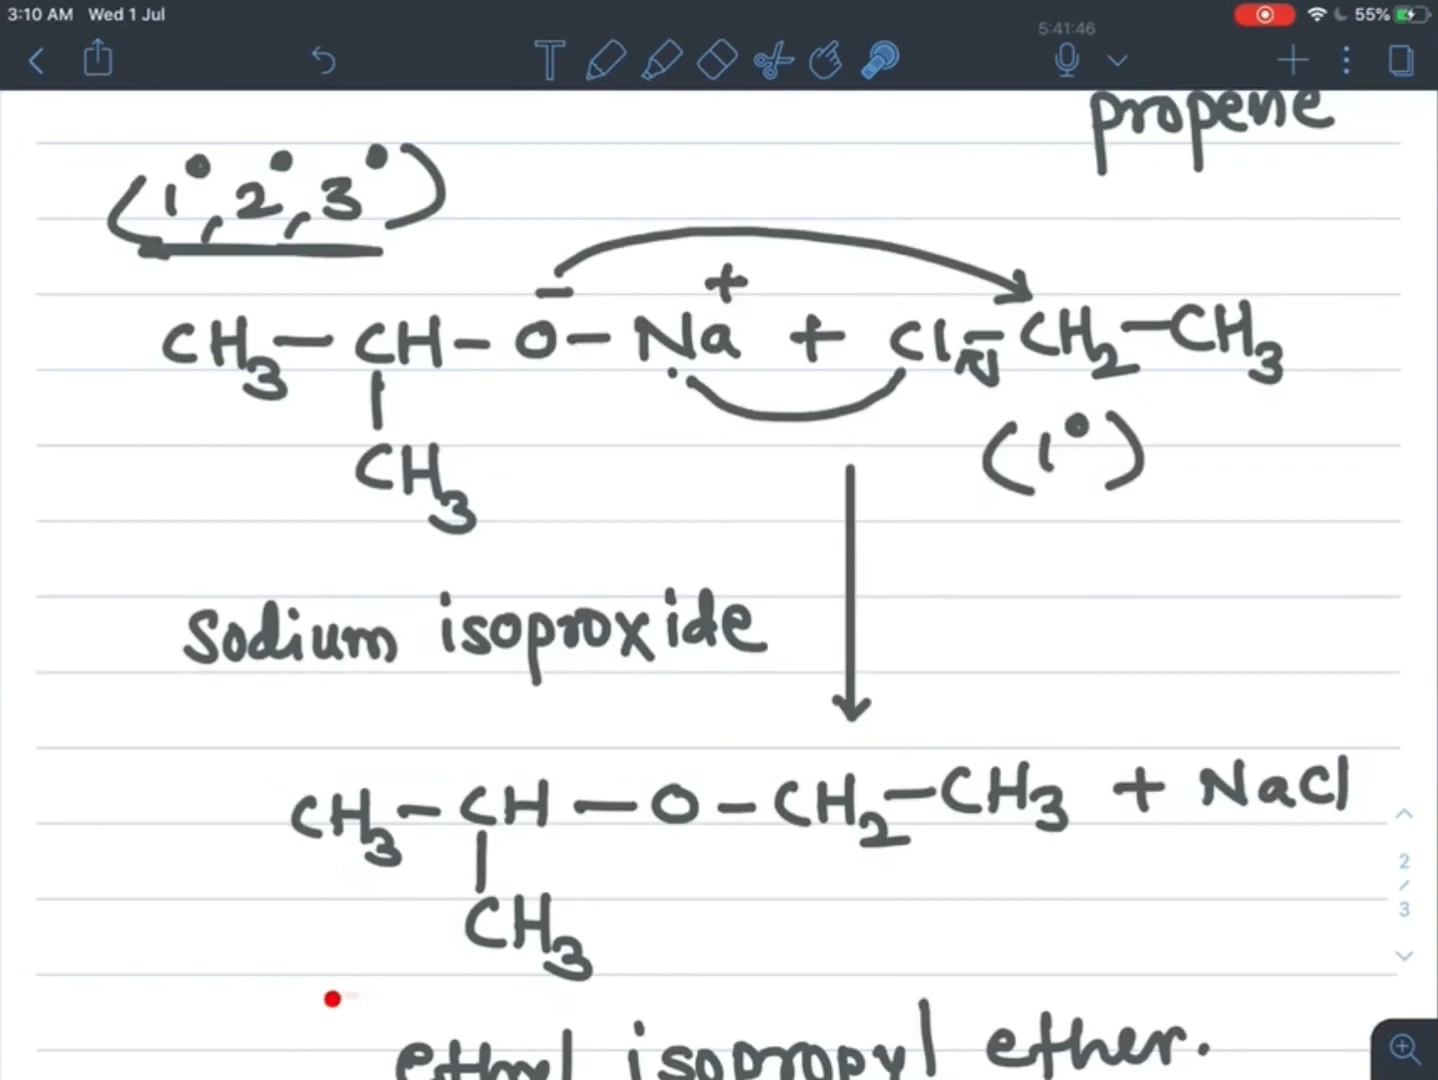 3:10 AM Wed 1 Jul 55%
5:41:46
propene
(1°, 2°, 3°)
CH3 – CH – O⁻ – Na⁺ + Cl – CH2 – CH3
CH3
(1°)
Sodium isoproxide
CH3 – CH – O – CH2 – CH3 + NaCl
CH3
ethyl isopropyl ether.
2 / 3